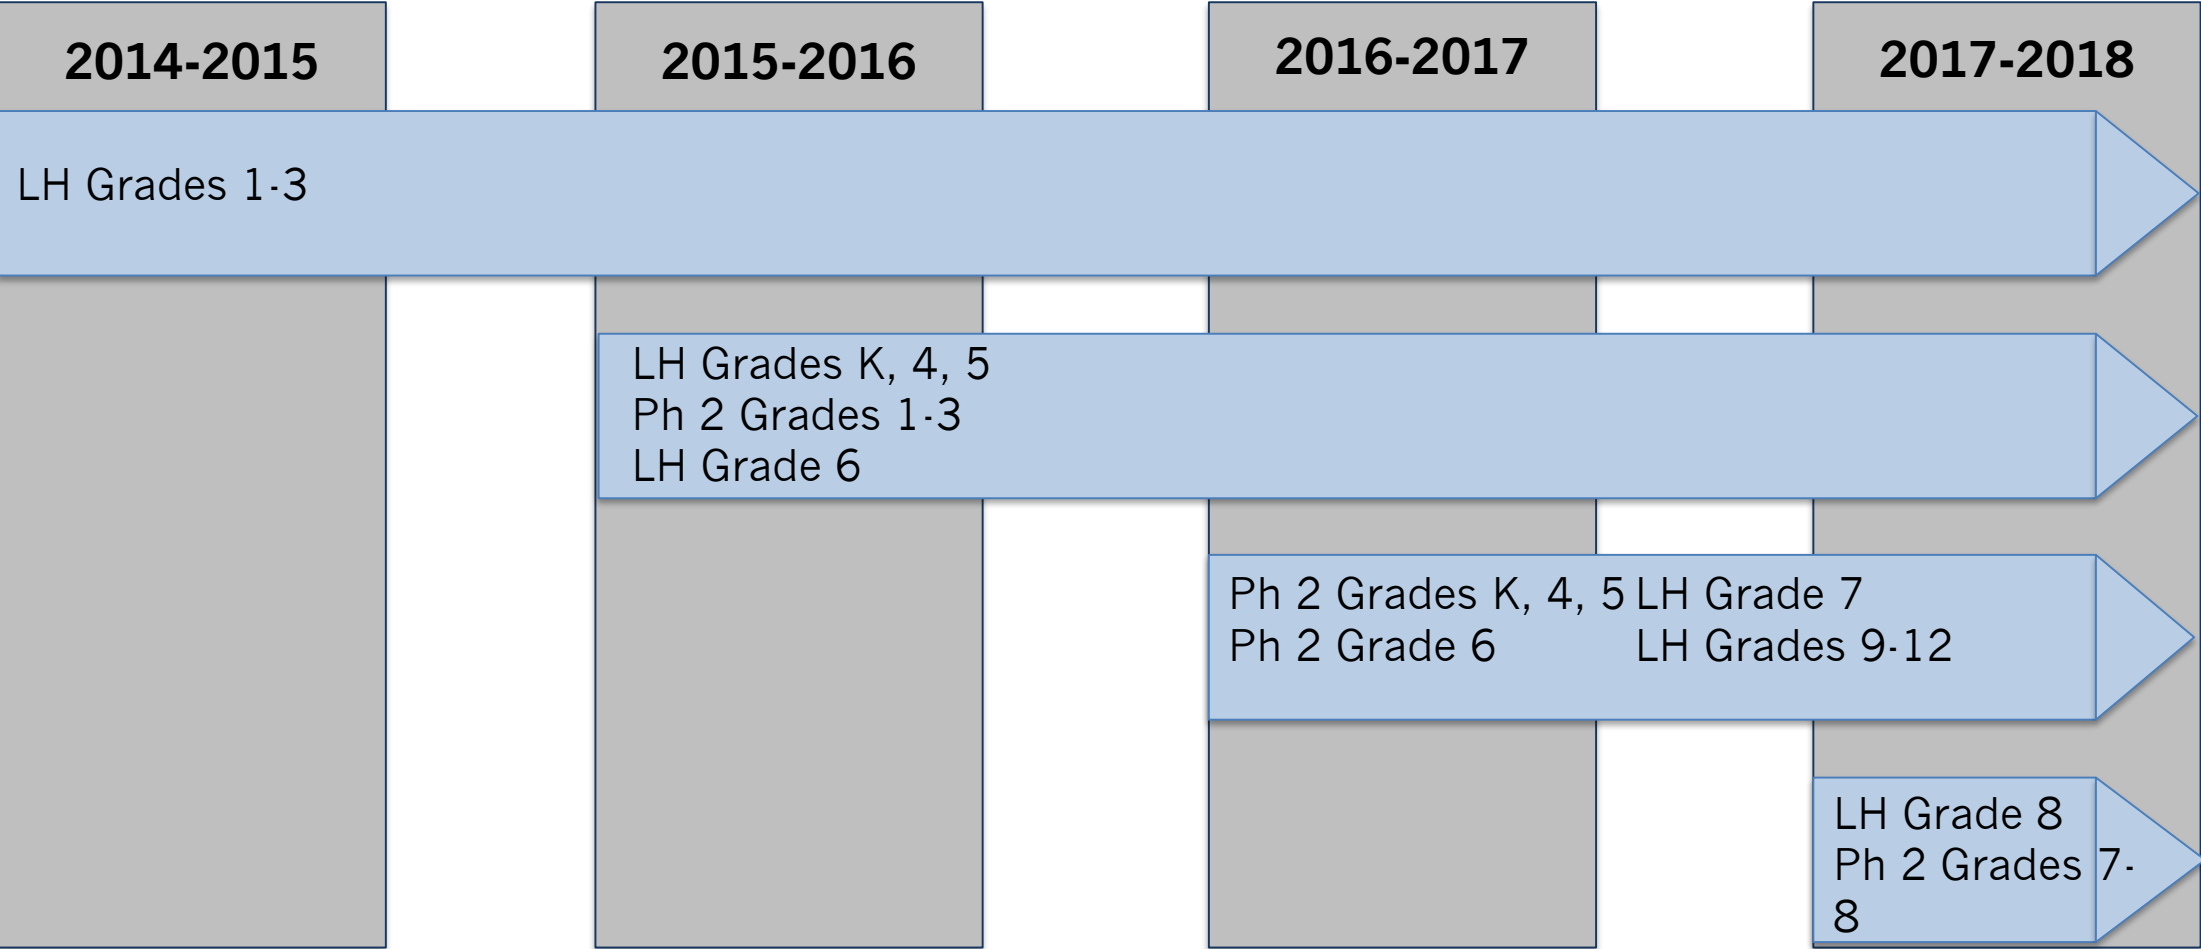 2014-2015
2015-2016
2016-2017
2017-2018
LH Grades 1-3
LH Grades K, 4, 5
Ph 2 Grades 1-3
LH Grade 6
Ph 2 Grades K, 4, 5 LH Grade 7
Ph 2 Grade 6 LH Grades 9-12
LH Grade 8
Ph 2 Grades 7-
8